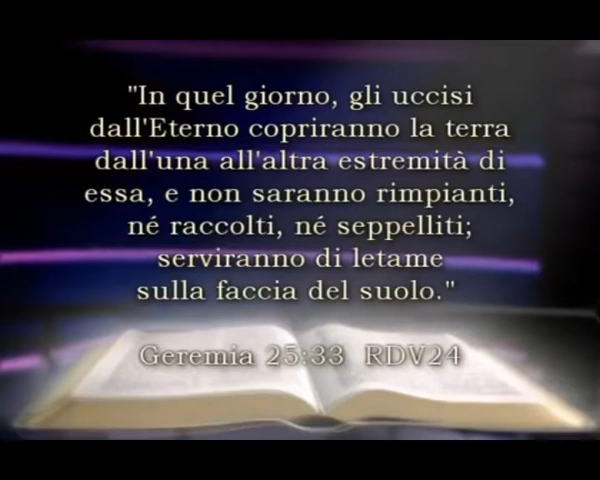 "In quel giorno, gli uccisi
dall'Eterno copriranno la terra
dall'una all'altra estremità di
essa, e non saranno rimpianti,
né raccolti, né seppelliti;
serviranno di letame
sulla faccia del suolo."
Geremia 25:33 RDV24